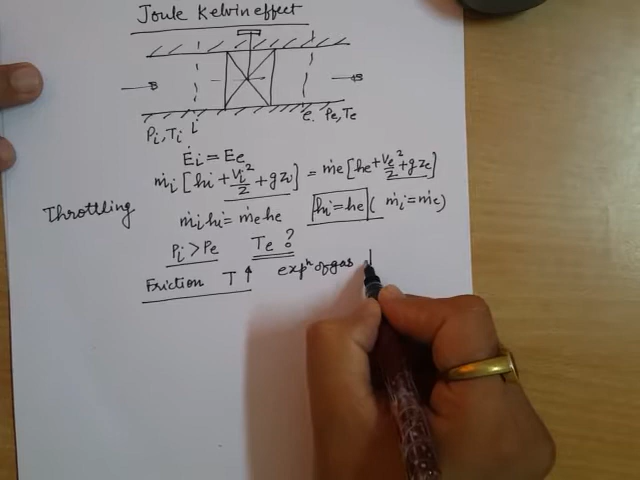 Joule Kelvin effect
Pi, Ti i
e. Pe, Te
Ėi = Ėe
ṁi [hi + Vi²/2 + gzi] = ṁe [he + Ve²/2 + gze]
Throttling
ṁi hi = ṁe he
hi = he (ṁi = ṁe)
Pi > Pe Te ?
Friction T ↑ expⁿ of gas